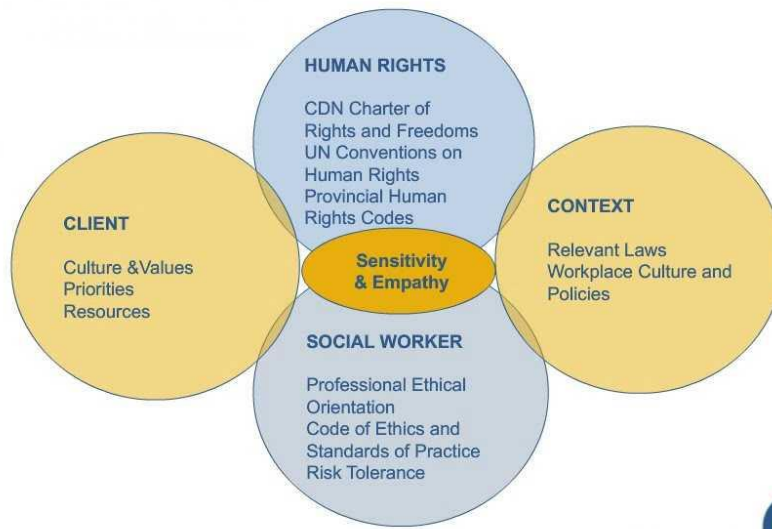 HUMAN RIGHTS
CDN Charter of
Rights and Freedoms
UN Conventions on
Human Rights
Provincial Human
Rights Codes
CLIENT
Culture &Values
Priorities
Resources
Sensitivity
& Empathy
CONTEXT
Relevant Laws
Workplace Culture and
Policies
SOCIAL WORKER
Professional Ethical
Orientation
Code of Ethics and
Standards of Practice
Risk Tolerance